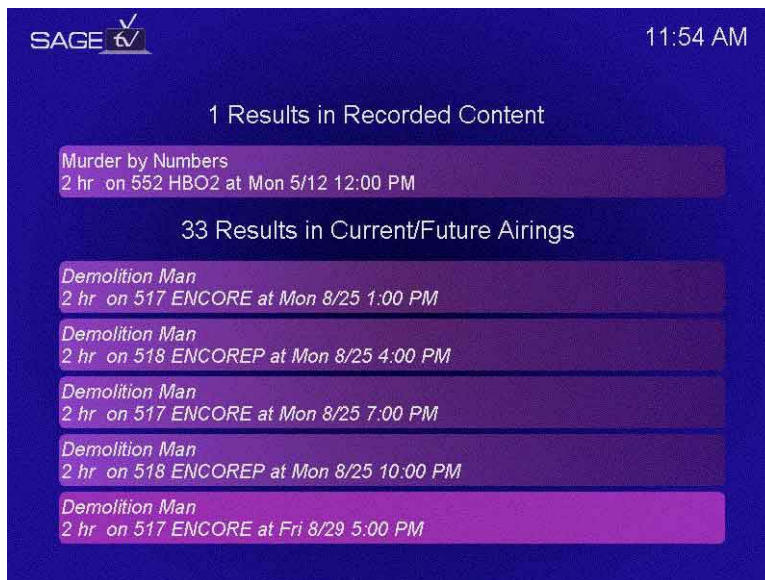 SAGE tv
11:54 AM
1 Results in Recorded Content
Murder by Numbers
2 hr on 552 HBO2 at Mon 5/12 12:00 PM
33 Results in Current/Future Airings
Demolition Man
2 hr on 517 ENCORE at Mon 8/25 1:00 PM
Demolition Man
2 hr on 518 ENCOREP at Mon 8/25 4:00 PM
Demolition Man
2 hr on 517 ENCORE at Mon 8/25 7:00 PM
Demolition Man
2 hr on 518 ENCOREP at Mon 8/25 10:00 PM
Demolition Man
2 hr on 517 ENCORE at Fri 8/29 5:00 PM